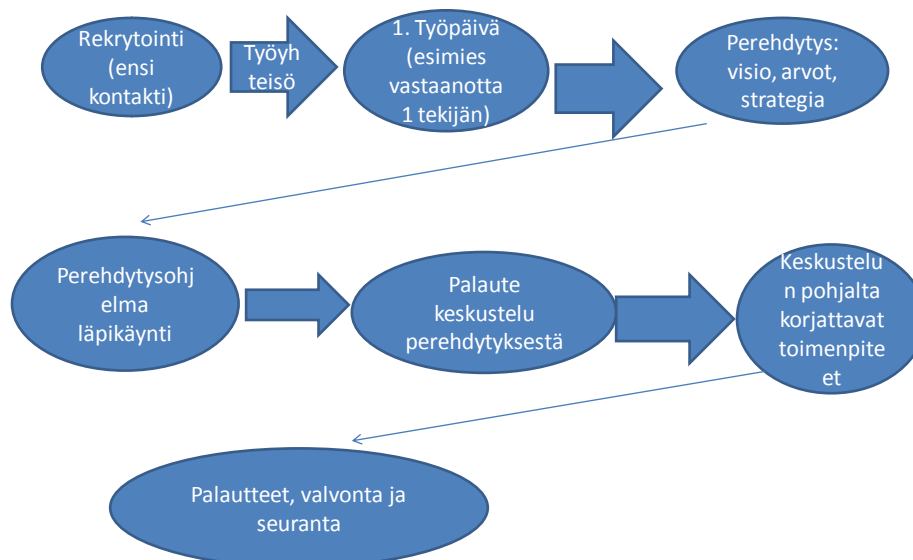 Rekrytointi
(ensi
kontakti)
Työyh
teisö
1. Työpäivä
(esimies
vastaanotta
1 tekijän)
Perehdytys:
visio, arvot,
strategia
Perehdytysohj
elma
läpikäynti
Palaute
keskustelu
perehdytyksestä
Keskustelu
n pohjalta
korjattavat
toimenpite
et
Palautteet, valvonta ja
seuranta